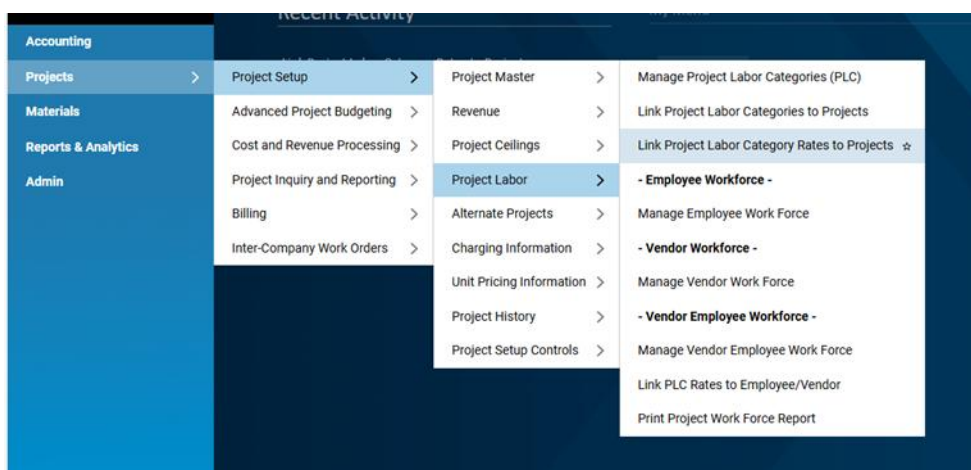 Recent Activity
My Menu
Accounting
Projects
Materials
Reports & Analytics
Admin
Project Setup
Advanced Project Budgeting
Cost and Revenue Processing
Project Inquiry and Reporting
Billing
Inter-Company Work Orders
Project Master
Revenue
Project Ceilings
Project Labor
Alternate Projects
Charging Information
Unit Pricing Information
Project History
Project Setup Controls
Manage Project Labor Categories (PLC)
Link Project Labor Categories to Projects
Link Project Labor Category Rates to Projects
- Employee Workforce -
Manage Employee Work Force
- Vendor Workforce -
Manage Vendor Work Force
- Vendor Employee Workforce -
Manage Vendor Employee Work Force
Link PLC Rates to Employee/Vendor
Print Project Work Force Report